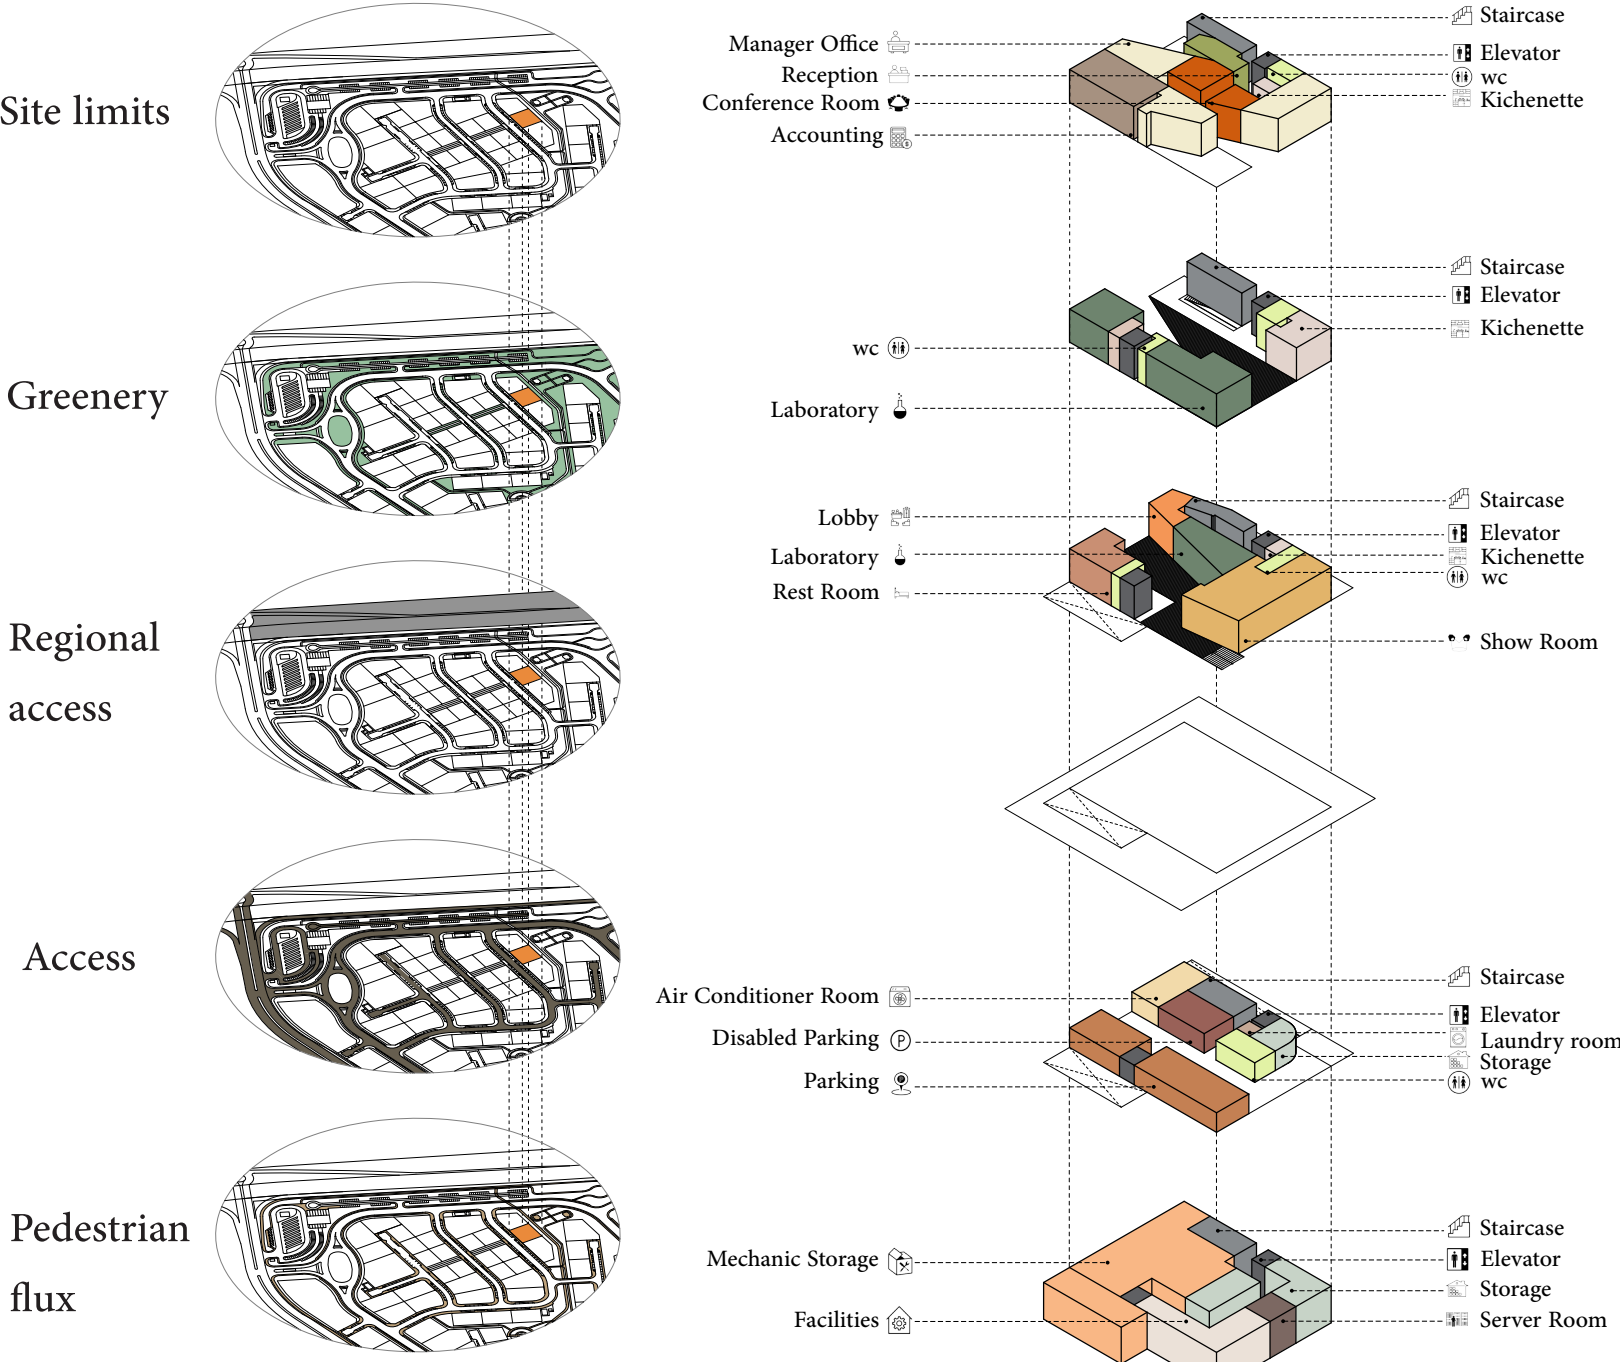 Site limits
Greenery
Regional
access
Access
Pedestrian
flux
Manager Office
Reception
Conference Room
Accounting
Staircase
Elevator
wc
Kichenette
wc
Laboratory
Staircase
Elevator
Kichenette
Lobby
Laboratory
Rest Room
Staircase
Elevator
Kichenette
wc
Show Room
Air Conditioner Room
Disabled Parking
P
Parking
Staircase
Elevator
Laundry room
Storage
wc
Mechanic Storage
Facilities
Staircase
Elevator
Storage
Server Room